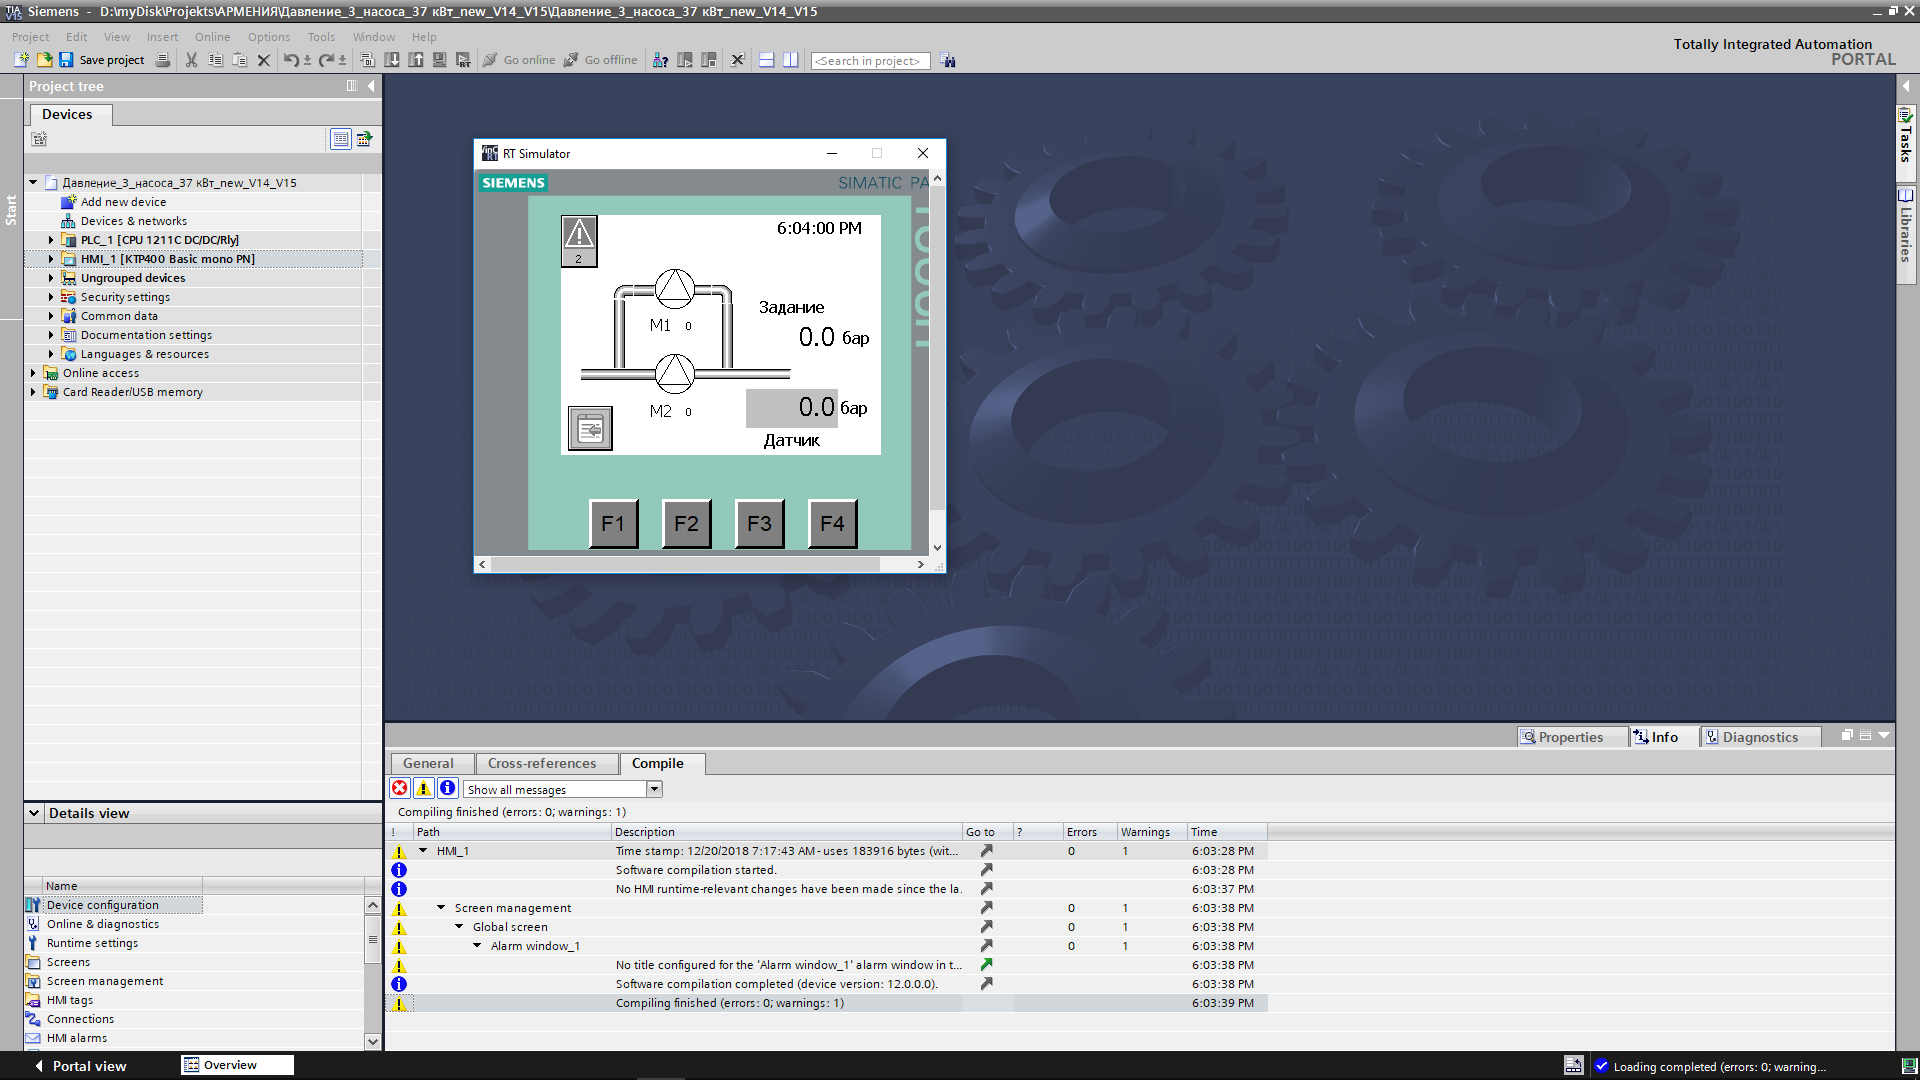 Siemens - D:\myDisk\Projekts\АРМЕНИЯ\Давление_3_насоса_37 кВт_new_V14_V15\Давление_3_насоса_37 кВт_new_V14_V15
Project Edit View Insert Online Options Tools Window Help
Save project Go online Go offline <Search in project>
Totally Integrated Automation
PORTAL
Start
Project tree
Devices
Давление_3_насоса_37 кВт_new_V14_V15
Add new device
Devices & networks
PLC_1 [CPU 1211C DC/DC/Rly]
HMI_1 [KTP400 Basic mono PN]
Ungrouped devices
Security settings
Common data
Documentation settings
Languages & resources
Online access
Card Reader/USB memory
Details view
Name
Device configuration
Online & diagnostics
Runtime settings
Screens
Screen management
HMI tags
Connections
HMI alarms
RT Simulator
SIEMENS
SIMATIC PA
6:04:00 PM
2
Задание
M1 0
0.0 бар
M2 0
0.0 бар
Датчик
F1 F2 F3 F4
Tasks
Libraries
Properties Info Diagnostics
General Cross-references Compile
Show all messages
Compiling finished (errors: 0; warnings: 1)
! Path Description Go to ? Errors Warnings Time
HMI_1 Time stamp: 12/20/2018 7:17:43 AM - uses 183916 bytes (wit... 0 1 6:03:28 PM
Software compilation started. 6:03:28 PM
No HMI runtime-relevant changes have been made since the la. 6:03:37 PM
Screen management 0 1 6:03:38 PM
Global screen 0 1 6:03:38 PM
Alarm window_1 0 1 6:03:38 PM
No title configured for the 'Alarm window_1' alarm window in t... 6:03:38 PM
Software compilation completed (device version: 12.0.0.0). 6:03:38 PM
Compiling finished (errors: 0; warnings: 1) 6:03:39 PM
Portal view Overview Loading completed (errors: 0; warning...